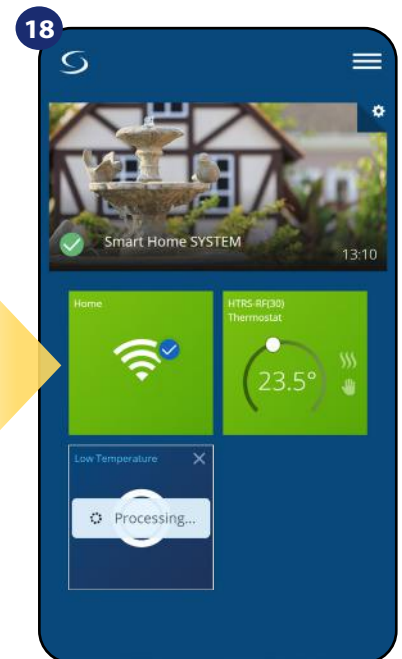 18
Smart Home SYSTEM
13:10
Home
HTRS-RF(30)
Thermostat
23.5°
Low Temperature
Processing...